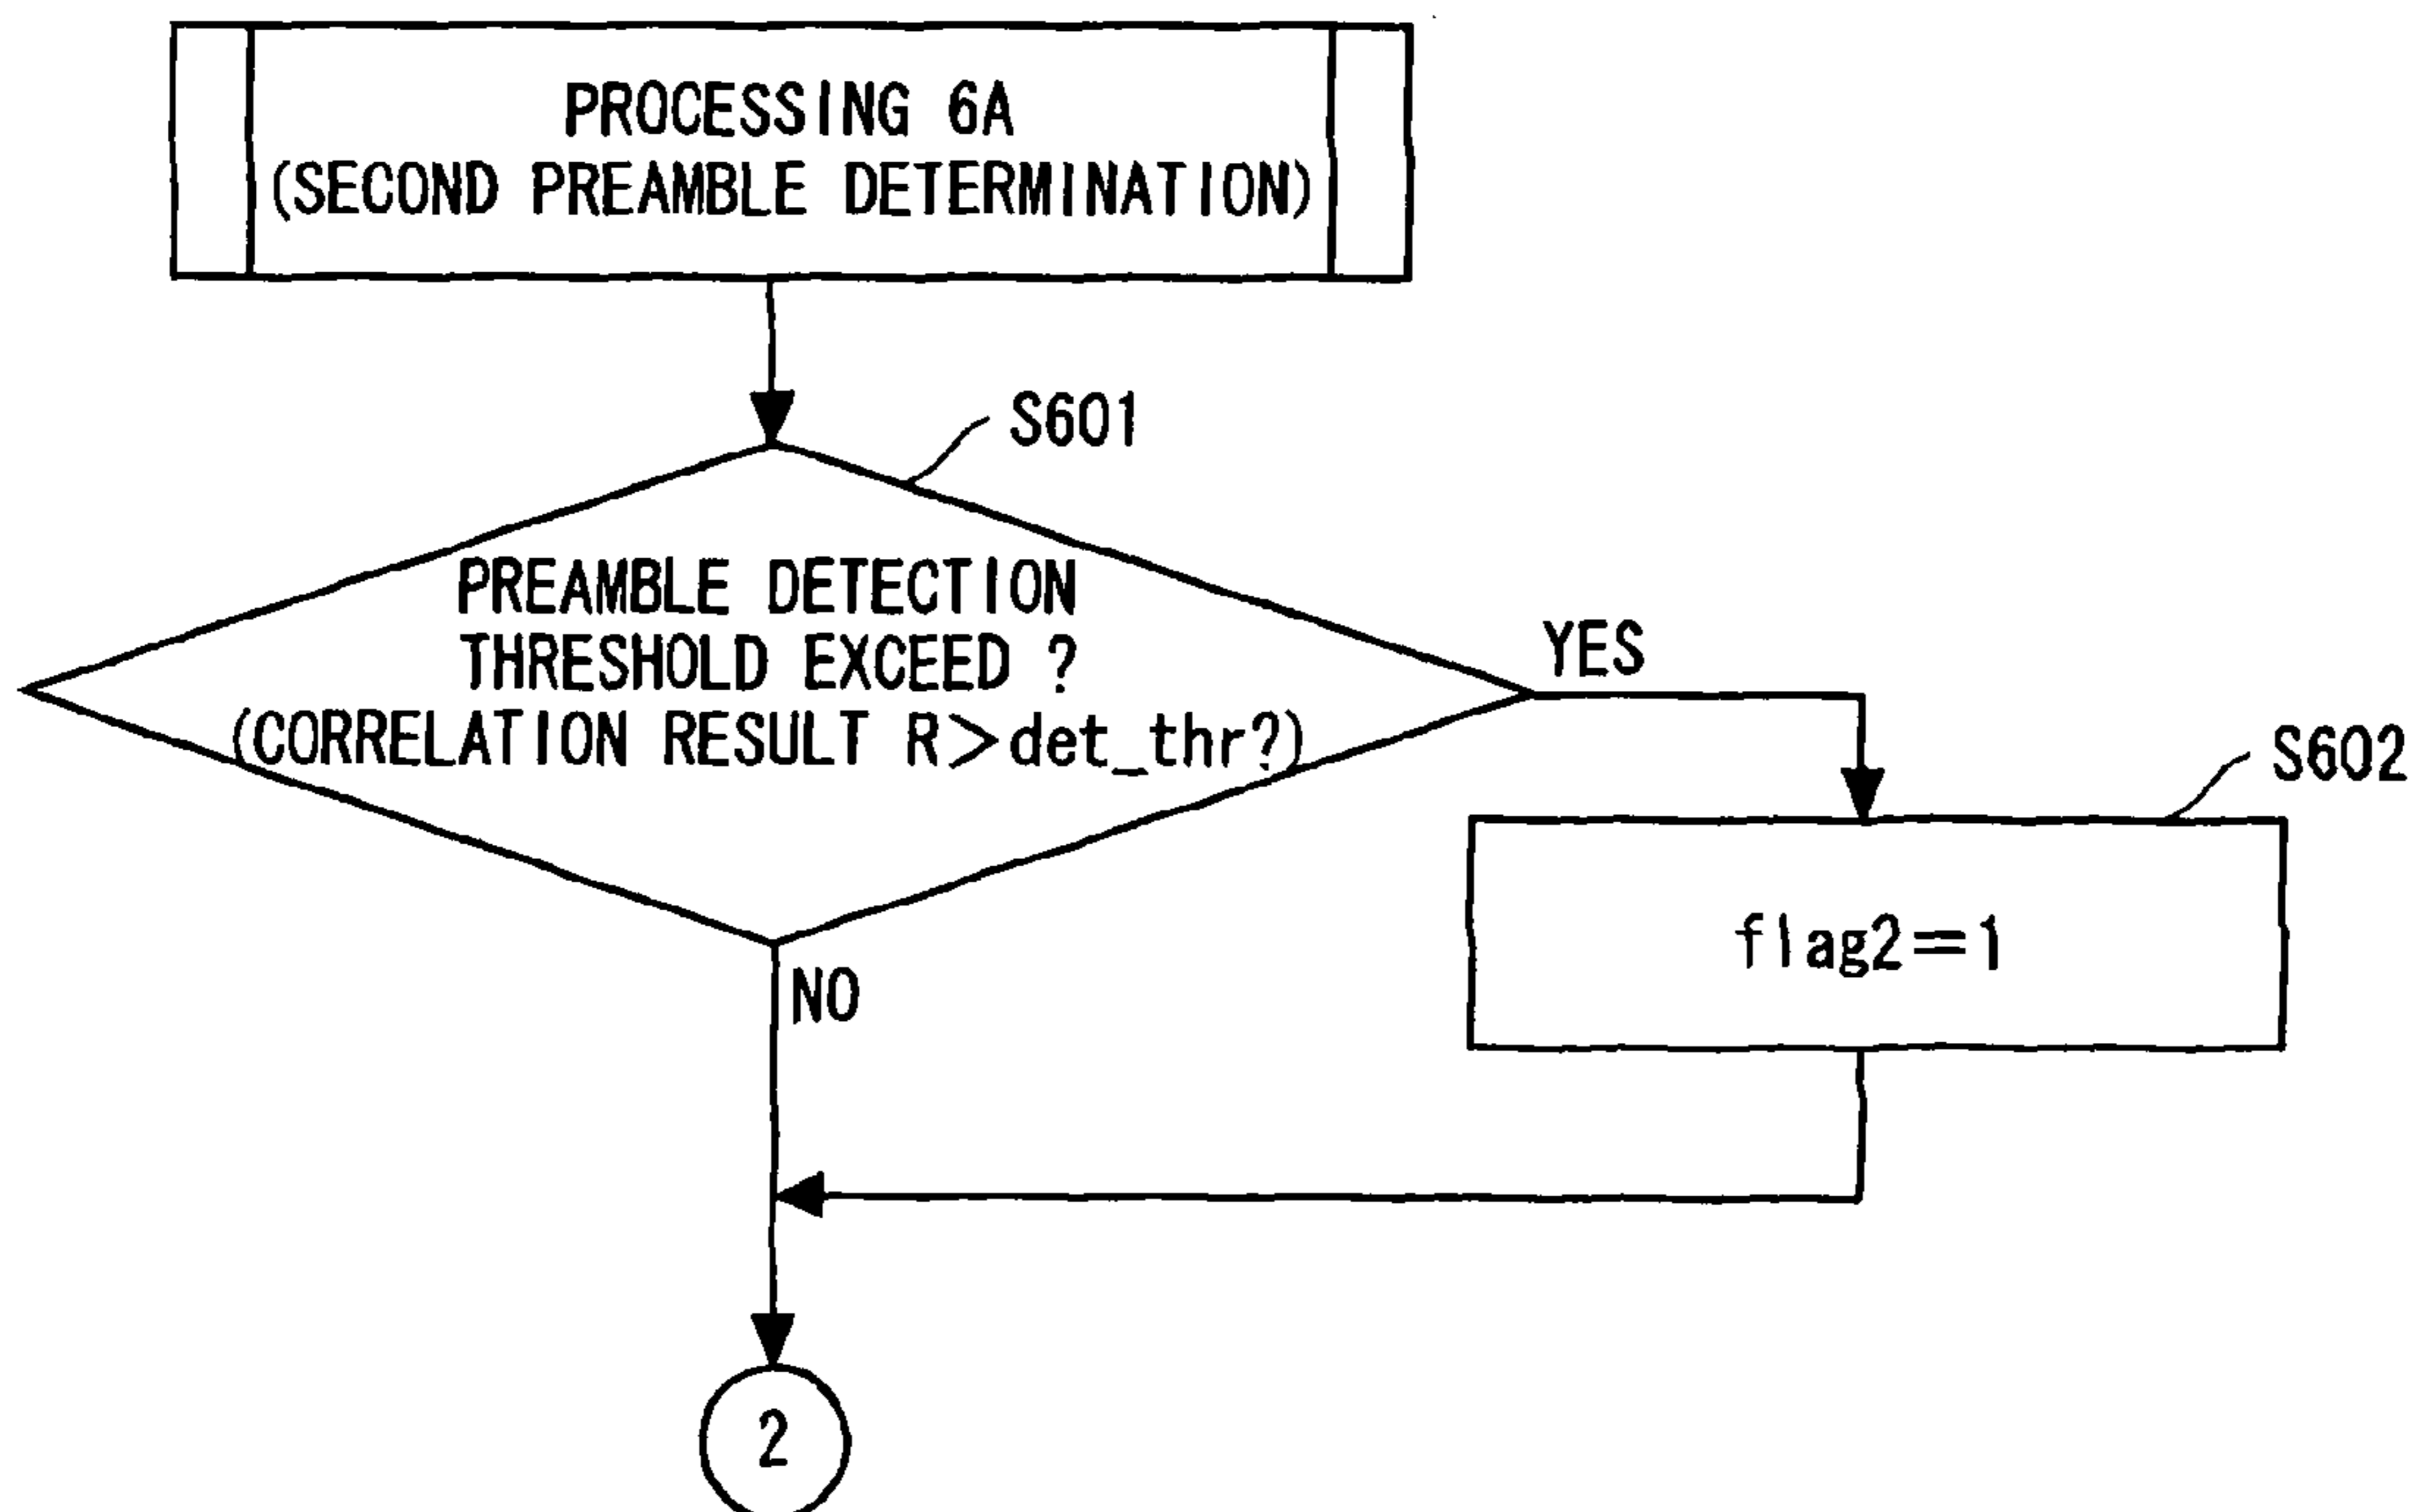 PROCESSING 6A
(SECOND PREAMBLE DETERMINATION)
S601
PREAMBLE DETECTION
THRESHOLD EXCEED ?
(CORRELATION RESULT R>det_thr?)
YES
S602
flag2=1
NO
2